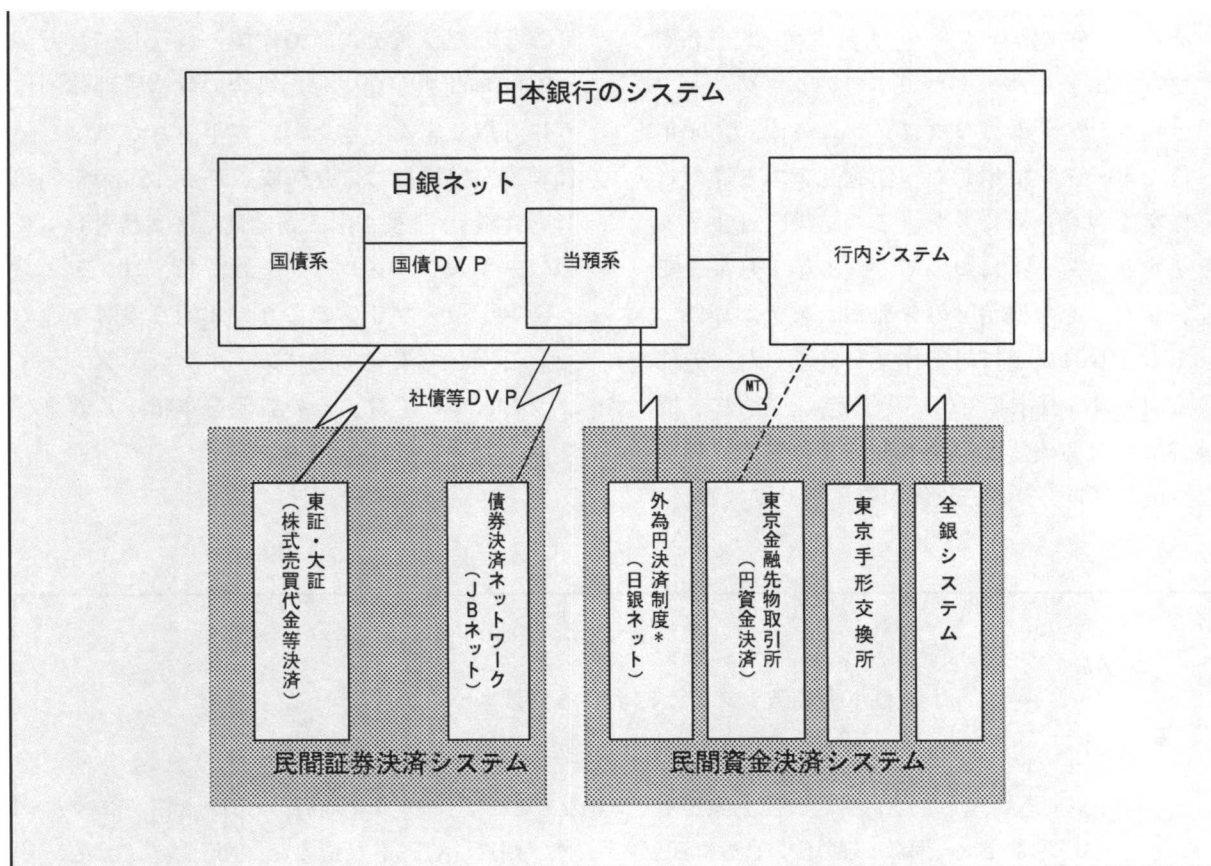 日本銀行のシステム
日銀ネット
国債系
国債DVP
当預系
行内システム
社債等DVP
MT
東証・大証
(株式売買代金等決済)
債券決済ネットワーク
(JBネット)
外為円決済制度*
(日銀ネット)
東京金融先物取引所
(円資金決済)
東京手形交換所
全銀システム
民間証券決済システム
民間資金決済システム